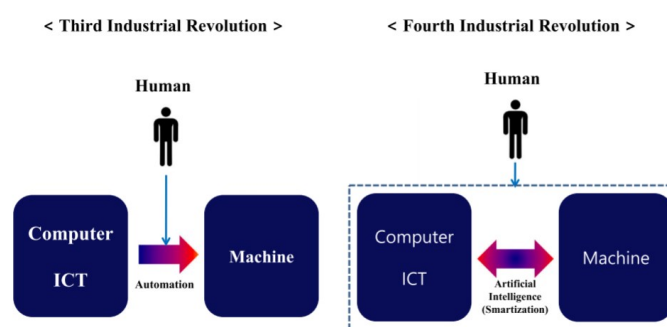 < Third Industrial Revolution >
Human
Computer
ICT
Automation
Machine
< Fourth Industrial Revolution >
Human
Computer
ICT
Artificial
Intelligence
(Smartization)
Machine